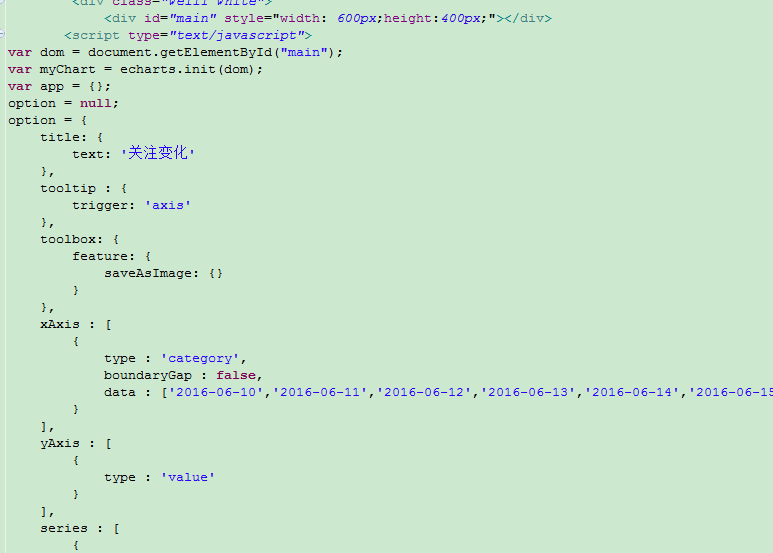 <div class="well1 white">
<div id="main" style="width: 600px;height:400px;"></div>
<script type="text/javascript">
var dom = document.getElementById("main");
var myChart = echarts.init(dom);
var app = {};
option = null;
option = {
title: {
text: '关注变化'
},
tooltip : {
trigger: 'axis'
},
toolbox: {
feature: {
saveAsImage: {}
}
},
xAxis : [
{
type : 'category',
boundaryGap : false,
data : ['2016-06-10','2016-06-11','2016-06-12','2016-06-13','2016-06-14','2016-06-15
}
],
yAxis : [
{
type : 'value'
}
],
series : [
{